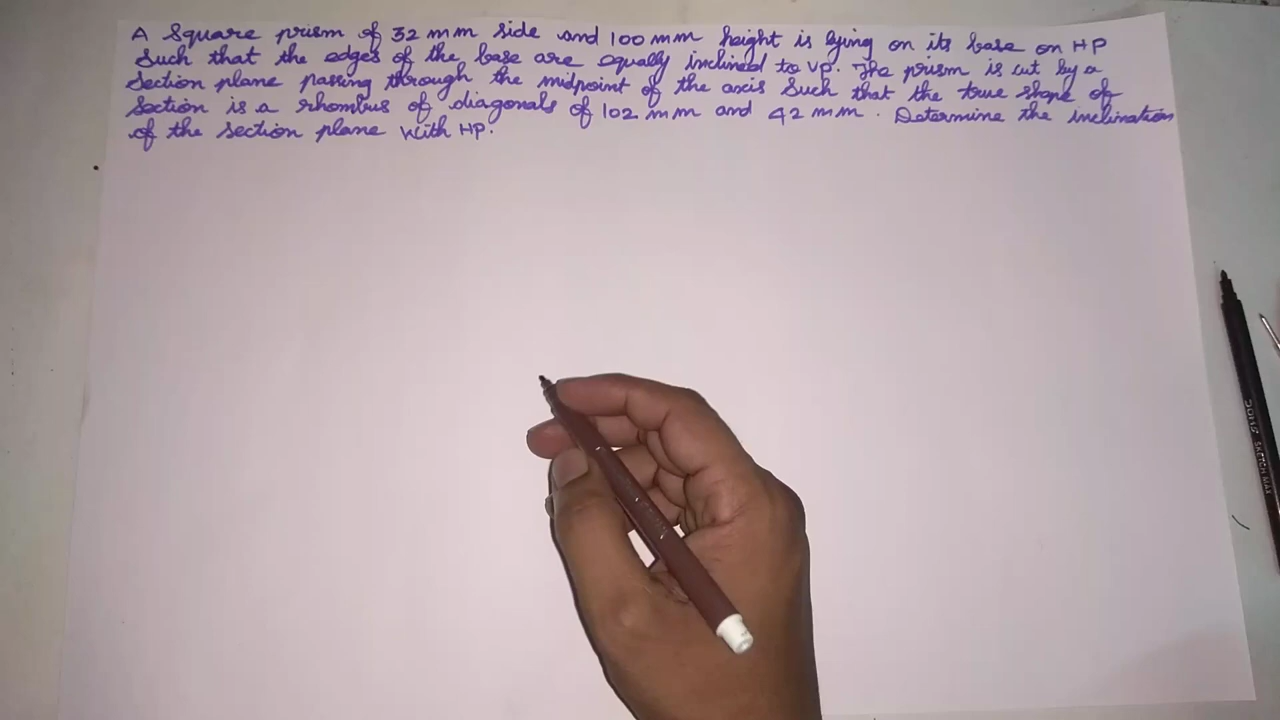 A Square prism of 32 mm side and 100 mm height is lying on its base on HP
Such that the edges of the base are equally inclined to VP. The prism is cut by a
Section plane passing through the midpoint of the axis Such that the true shape of
Section is a rhombus of diagonals of 102 mm and 42 mm. Determine the inclination
of the section plane with HP.
DOMS SKETCH MAX